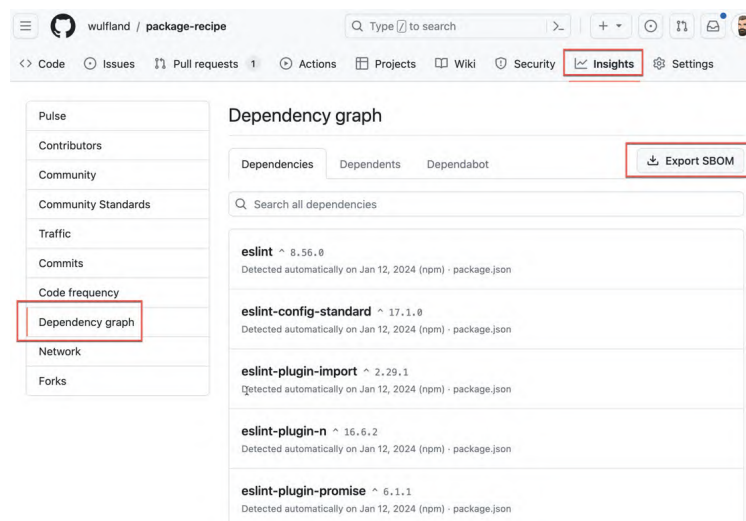 wulfland / package-recipe
Type / to search
Code
Issues
Pull requests 1
Actions
Projects
Wiki
Security
Insights
Settings
Pulse
Contributors
Community
Community Standards
Traffic
Commits
Code frequency
Dependency graph
Network
Forks
Dependency graph
Dependencies
Dependents
Dependabot
Export SBOM
Search all dependencies
eslint ^ 8.56.0
Detected automatically on Jan 12, 2024 (npm) · package.json
eslint-config-standard ^ 17.1.0
Detected automatically on Jan 12, 2024 (npm) · package.json
eslint-plugin-import ^ 2.29.1
Detected automatically on Jan 12, 2024 (npm) · package.json
eslint-plugin-n ^ 16.6.2
Detected automatically on Jan 12, 2024 (npm) · package.json
eslint-plugin-promise ^ 6.1.1
Detected automatically on Jan 12, 2024 (npm) · package.json